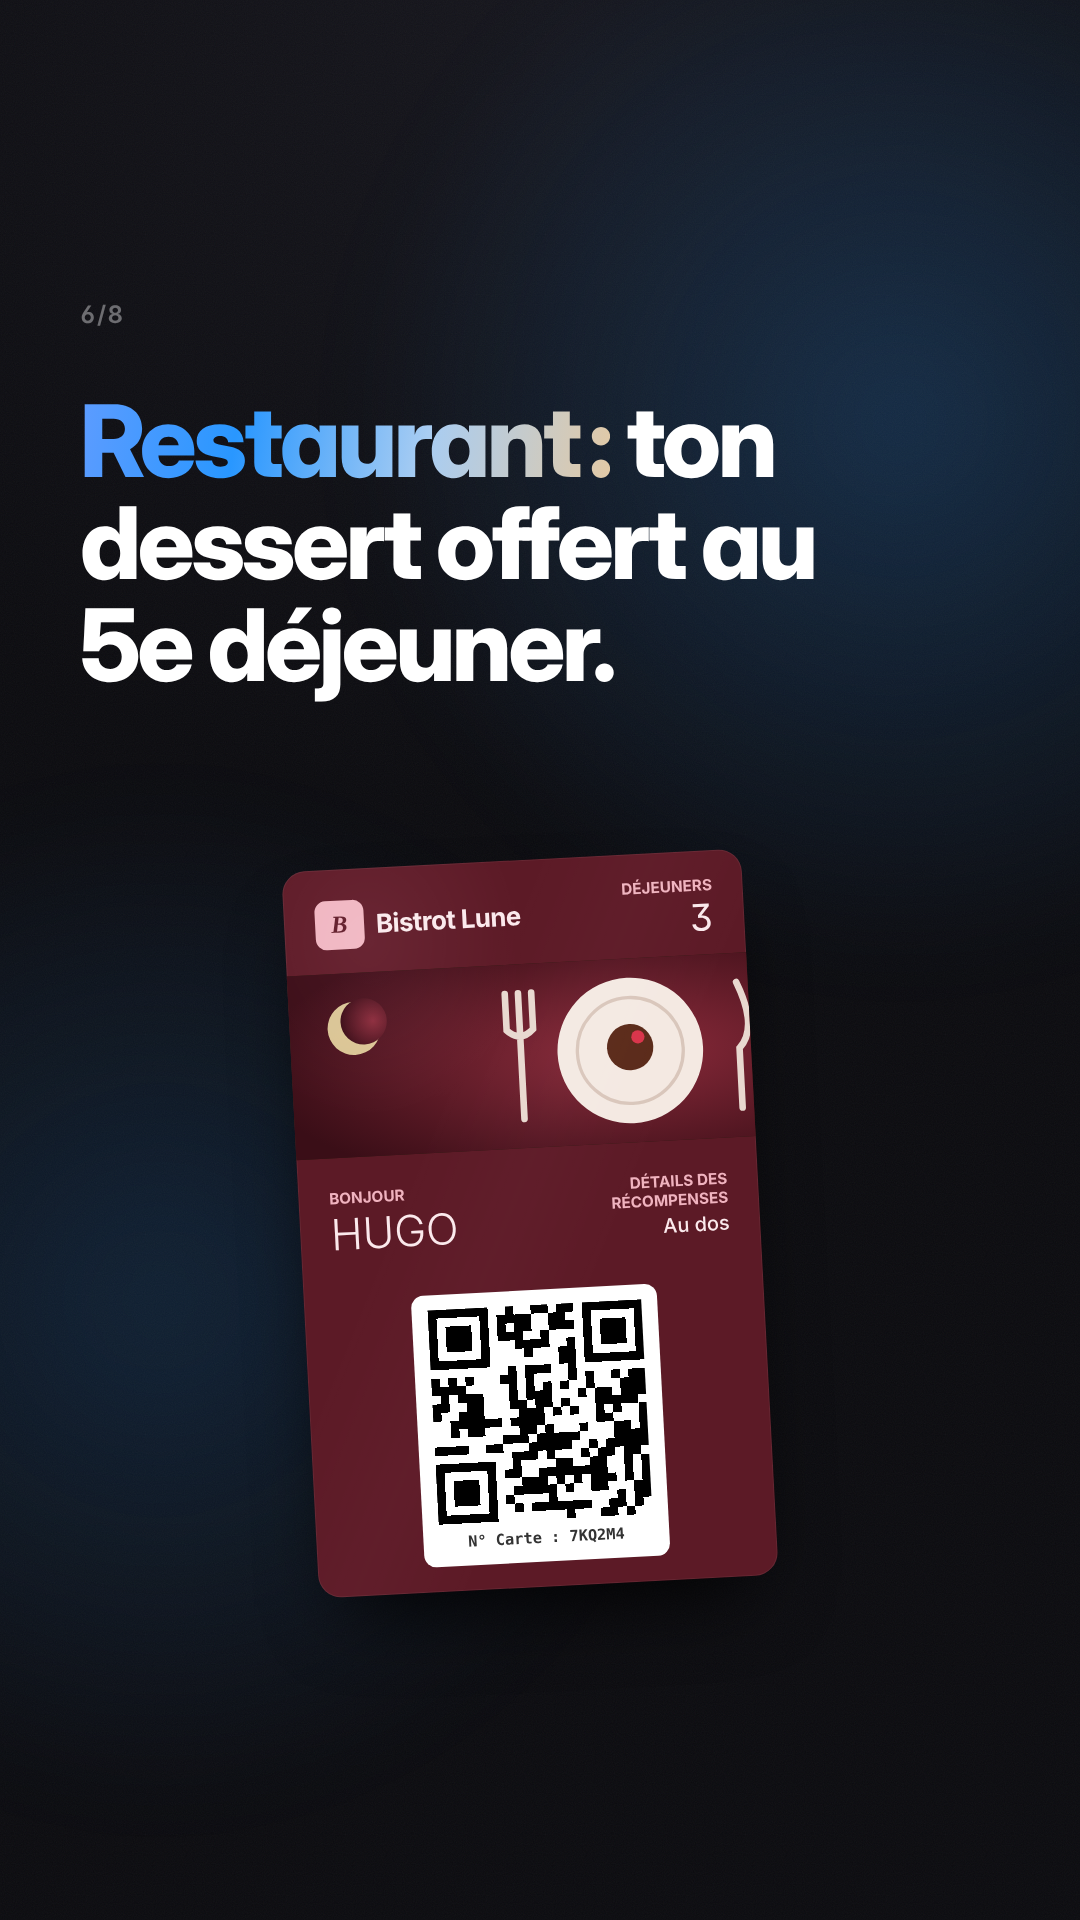 6/8
Restaurant : ton
dessert offert au
5e déjeuner.
B
Bistrot Lune
DÉJEUNERS
3
BONJOUR
HUGO
DÉTAILS DES
RÉCOMPENSES
Au dos
N° Carte : 7KQ2M4